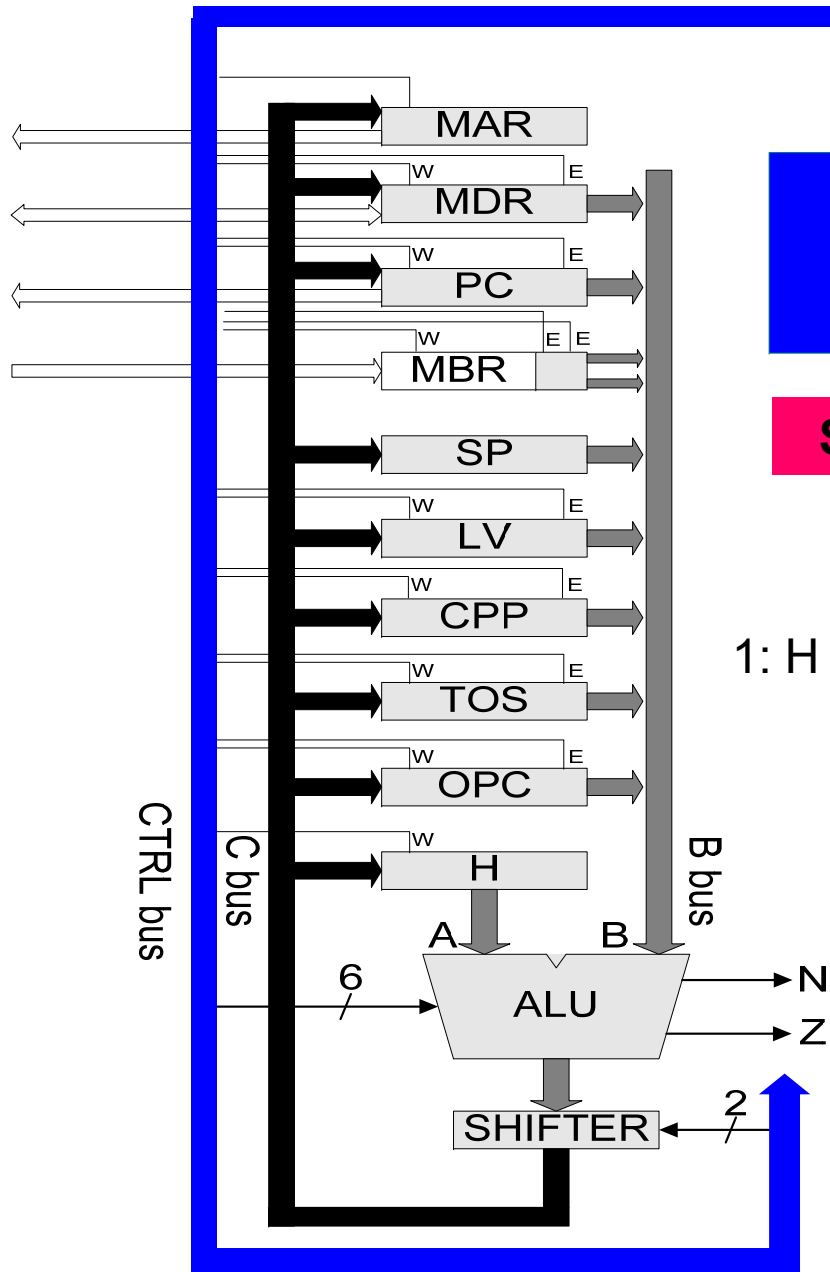 MAR
W E
MDR
W E
PC
W E E
MBR
S
SP
W E
LV
W E
CPP
1: H
W E
TOS
W E
OPC
CTRL bus
C bus
B bus
W
H
A B
6
N
ALU
Z
2
SHIFTER